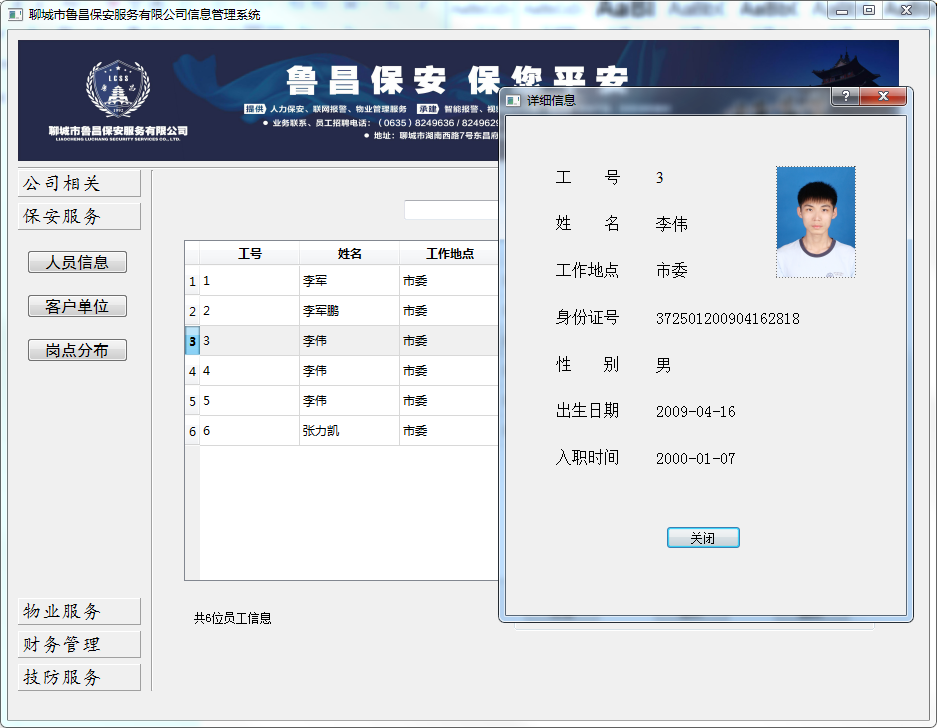 聊城市鲁昌保安服务有限公司信息管理系统
LCSS
鲁昌
聊城市鲁昌保安服务有限公司
LIAOCHENG LUCHANG SECURITY SERVICES CO.,LTD.
鲁昌保安 保您平安
提供 人力保安、联网报警、物业管理服务 承建 智能报警、视
业务联系、员工招聘电话：（0635）8249636 / 824962
地址：聊城市湖南西路7号东昌府
公司相关
保安服务
人员信息
客户单位
岗点分布
物业服务
财务管理
技防服务
工号 姓名 工作地点
1 1 李军 市委
2 2 李军鹏 市委
3 3 李伟 市委
4 4 李伟 市委
5 5 李伟 市委
6 6 张力凯 市委
共6位员工信息
详细信息
工 号 3
姓 名 李伟
工作地点 市委
身份证号 372501200904162818
性 别 男
出生日期 2009-04-16
入职时间 2000-01-07
关闭